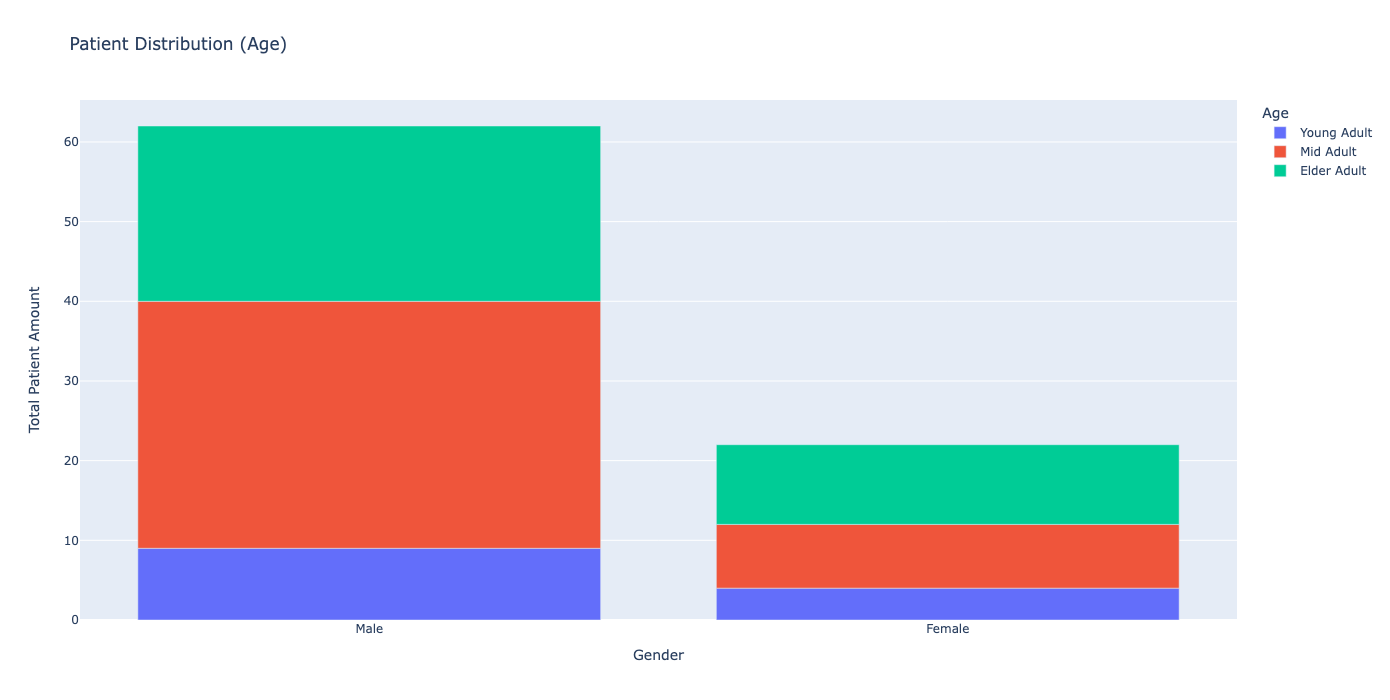 Patient Distribution (Age)
Age
Young Adult
Mid Adult
Elder Adult
Total Patient Amount
60
50
40
30
20
10
0
Male
Female
Gender